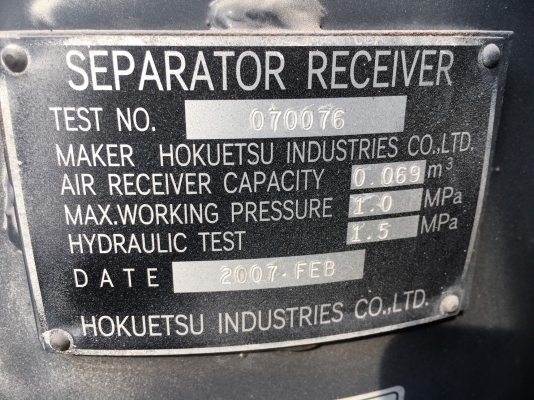 SEPARATOR RECEIVER
TEST NO. 070076
MAKER HOKUETSU INDUSTRIES CO.,LTD.
AIR RECEIVER CAPACITY 0.069 m³
MAX.WORKING PRESSURE 1.0 MPa
HYDRAULIC TEST 1.5 MPa
DATE 2007.FEB
HOKUETSU INDUSTRIES CO.,LTD.